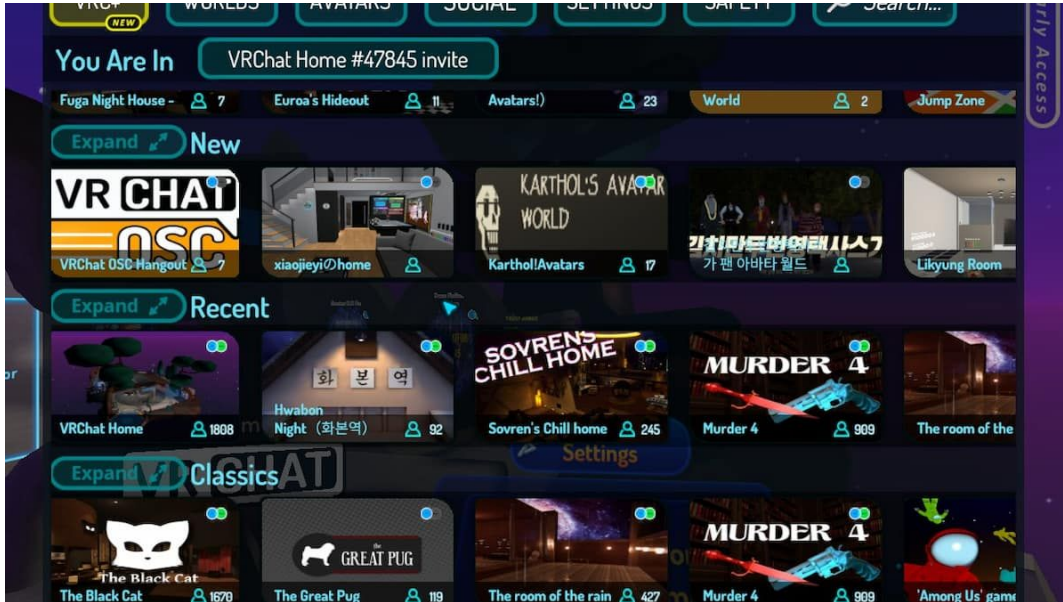 VRC+
NEW
WORLDS
AVATARS
SOCIAL
SETTINGS
SAFETY
Search...
Early Access
You Are In
VRChat Home #47845 invite
Fuga Night House - 7
Euroa's Hideout 11
Avatars!) 23
World 2
Jump Zone
Expand
New
VR CHAT
OSC
VRChat OSC Hangout 7
xiaojieyiのhome
KARTHOL'S AVATAR
WORLD
Karthol!Avatars 17
가 팬 아바타 월드
Likyung Room
Expand
Recent
VRChat Home 1808
화 본 역
Hwabon
Night (화본역) 92
SOVRENS
CHILL HOME
Sovren's Chill home 245
MURDER 4
Murder 4 909
The room of the
Settings
Expand
Classics
VRCHAT
The Black Cat
The Black Cat 1670
the
GREAT PUG
The Great Pug 119
The room of the rain 427
MURDER 4
Murder 4 909
'Among Us' game